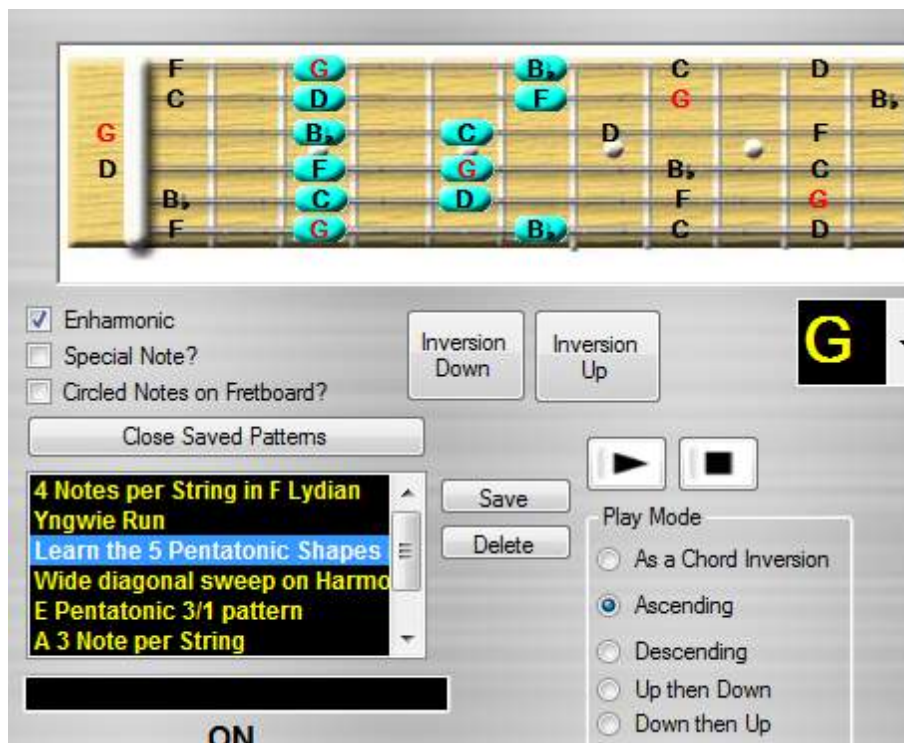 F G B♭ C D
C D F G B♭
G B♭ C D F
D F G B♭ C
B♭ C D F G
F G B♭ C D
Enharmonic
Special Note?
Circled Notes on Fretboard?
Inversion Down
Inversion Up
G
Close Saved Patterns
4 Notes per String in F Lydian
Yngwie Run
Learn the 5 Pentatonic Shapes
Wide diagonal sweep on Harmo
E Pentatonic 3/1 pattern
A 3 Note per String
Save
Delete
Play Mode
As a Chord Inversion
Ascending
Descending
Up then Down
Down then Up
ON